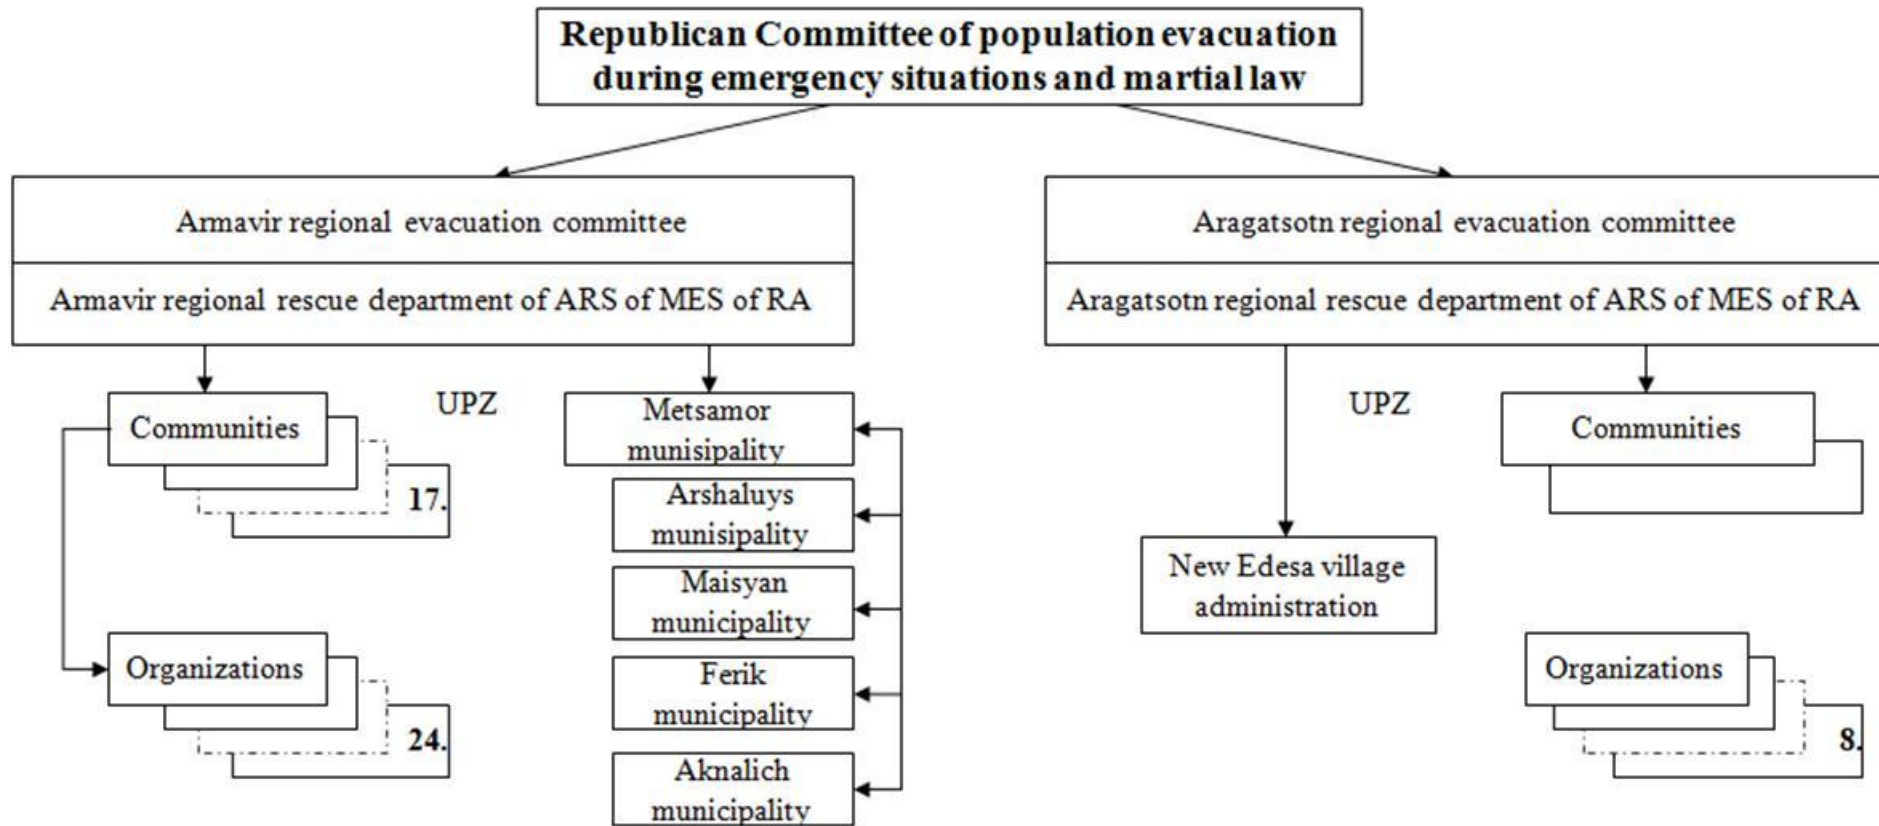 Republican Committee of population evacuation
during emergency situations and martial law
Armavir regional evacuation committee
Armavir regional rescue department of ARS of MES of RA
Aragatsotn regional evacuation committee
Aragatsotn regional rescue department of ARS of MES of RA
Communities
17.
UPZ
Metsamor
munisipality
Arshaluys
munisipality
Maisyan
municipality
Ferik
municipality
Aknalich
municipality
Organizations
24.
UPZ
Communities
New Edesa village
administration
Organizations
8.